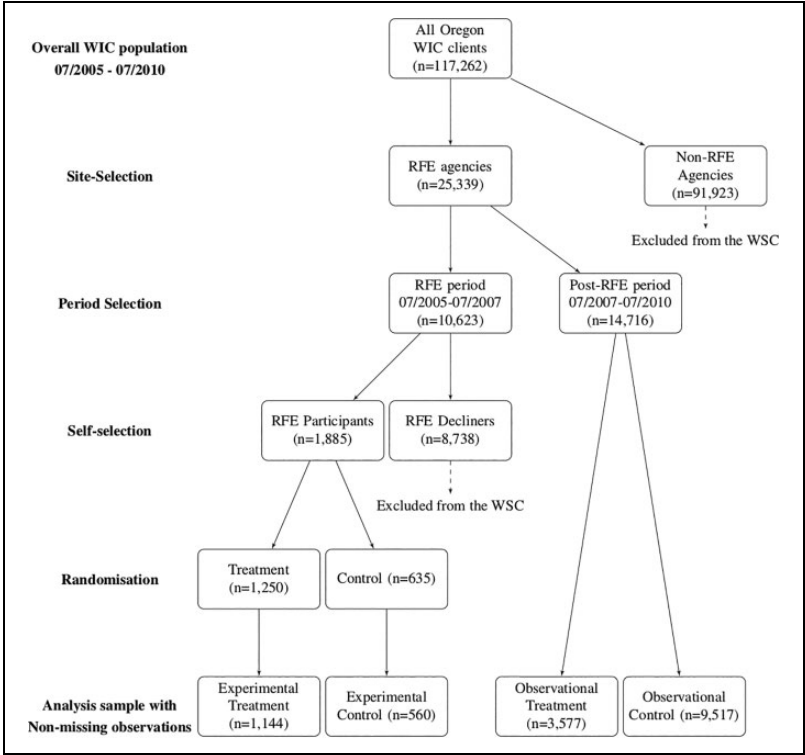 Overall WIC population
07/2005 - 07/2010
All Oregon
WIC clients
(n=117,262)
Site-Selection
RFE agencies
(n=25,339)
Non-RFE
Agencies
(n=91,923)
Excluded from the WSC
Period Selection
RFE period
07/2005-07/2007
(n=10,623)
Post-RFE period
07/2007-07/2010
(n=14,716)
Self-selection
RFE Participants
(n=1,885)
RFE Decliners
(n=8,738)
Excluded from the WSC
Randomisation
Treatment
(n=1,250)
Control (n=635)
Analysis sample with
Non-missing observations
Experimental
Treatment
(n=1,144)
Experimental
Control (n=560)
Observational
Treatment
(n=3,577)
Observational
Control (n=9,517)